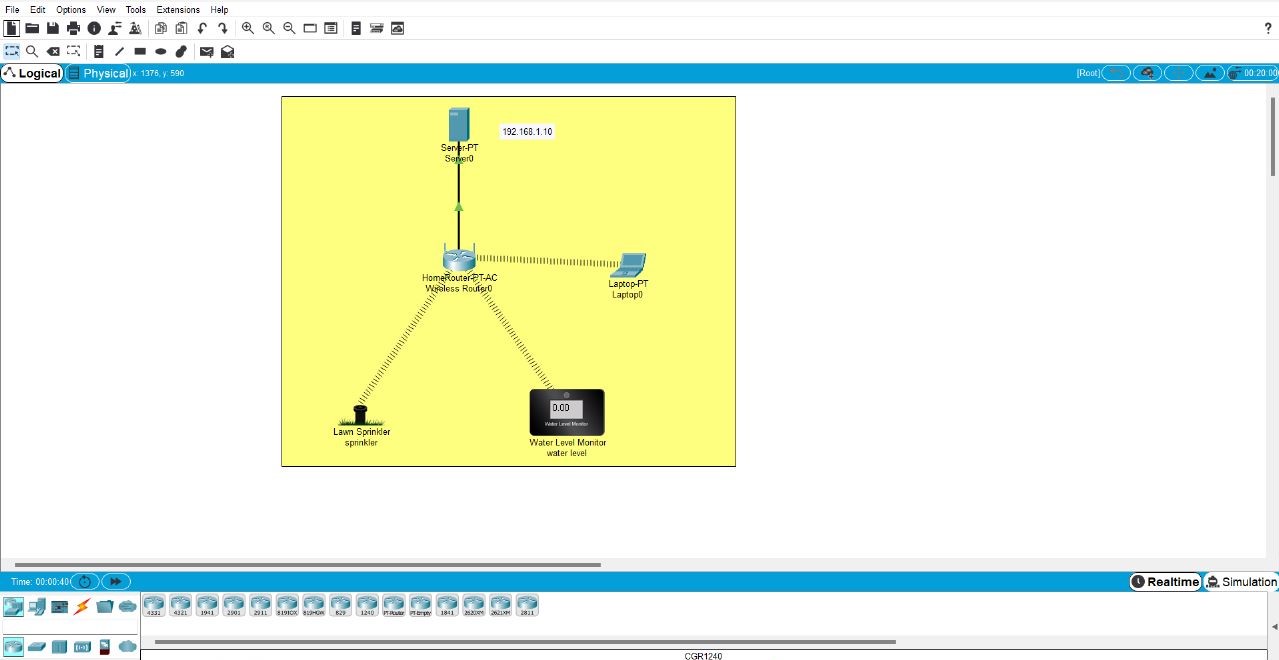 File Edit Options View Tools Extensions Help
?
Logical Physical x: 1376, y: 590 [Root] 00:20:00
192.168.1.10
Server-PT
Server0
HomeRouter-PT-AC
Wireless Router0
Laptop-PT
Laptop0
0.00
Water Level Monitor
Lawn Sprinkler
sprinkler
Water Level Monitor
water level
Time: 00:00:40 Realtime Simulation
4331 4321 1941 2901 2911 819IOX 819HGW 829 1240 PT-Router PT-Empty 1841 2620XM 2621XM 2811
CGR1240